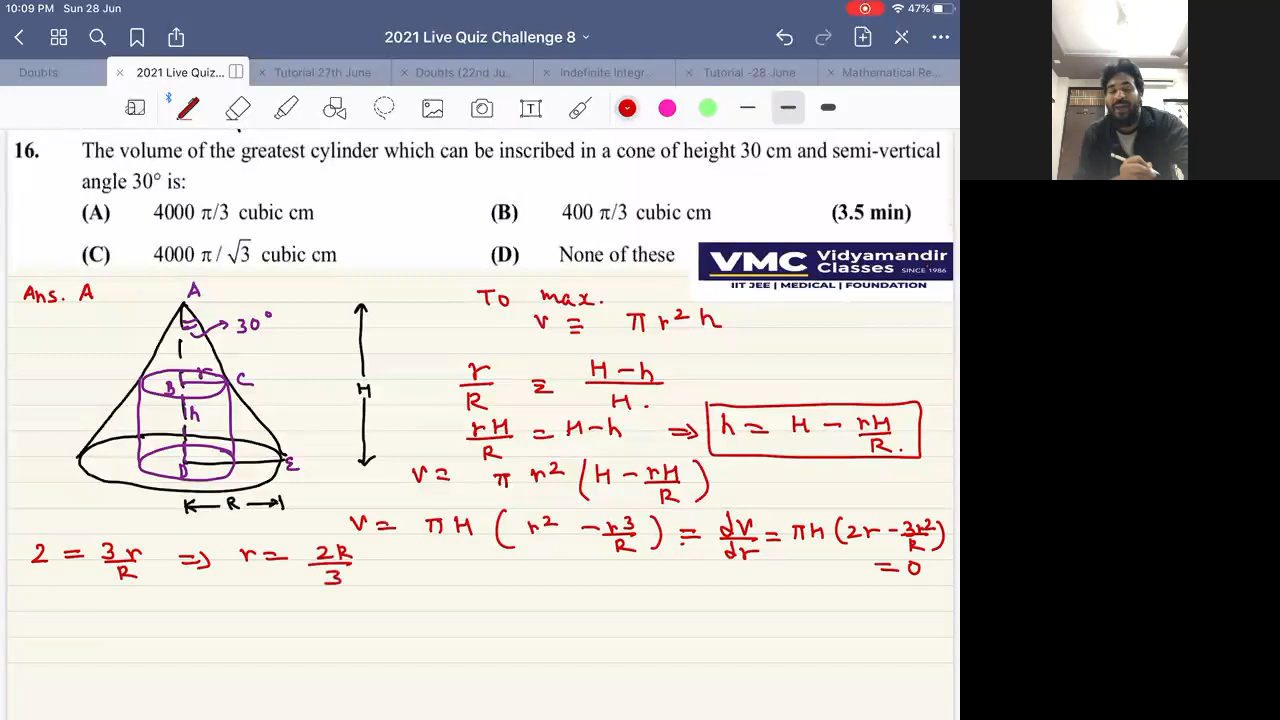 10:09 PM Sun 28 Jun
47%
2021 Live Quiz Challenge 8
Doubts
2021 Live Quiz...
Tutorial 27th June
Doubts (22nd Ju...
Indefinite Integr...
Tutorial -28 June
Mathematical Re...
16. The volume of the greatest cylinder which can be inscribed in a cone of height 30 cm and semi-vertical
angle 30° is:
(A) 4000 π/3 cubic cm (B) 400 π/3 cubic cm (3.5 min)
(C) 4000 π/√3 cubic cm (D) None of these
VMC Vidyamandir Classes SINCE 1986
IIT JEE | MEDICAL | FOUNDATION
Ans. A
A
30°
r
B
C
h
H
D
E
R
To max.
v = πr²h
r/R = (H-h)/H.
rH/R = H-h ⇒ h = H - rH/R.
v = π r² (H - rH/R)
v = πH (r² - r³/R) = dv/dr = πH (2r - 3r²/R)
= 0
2 = 3r/R ⇒ r = 2R/3